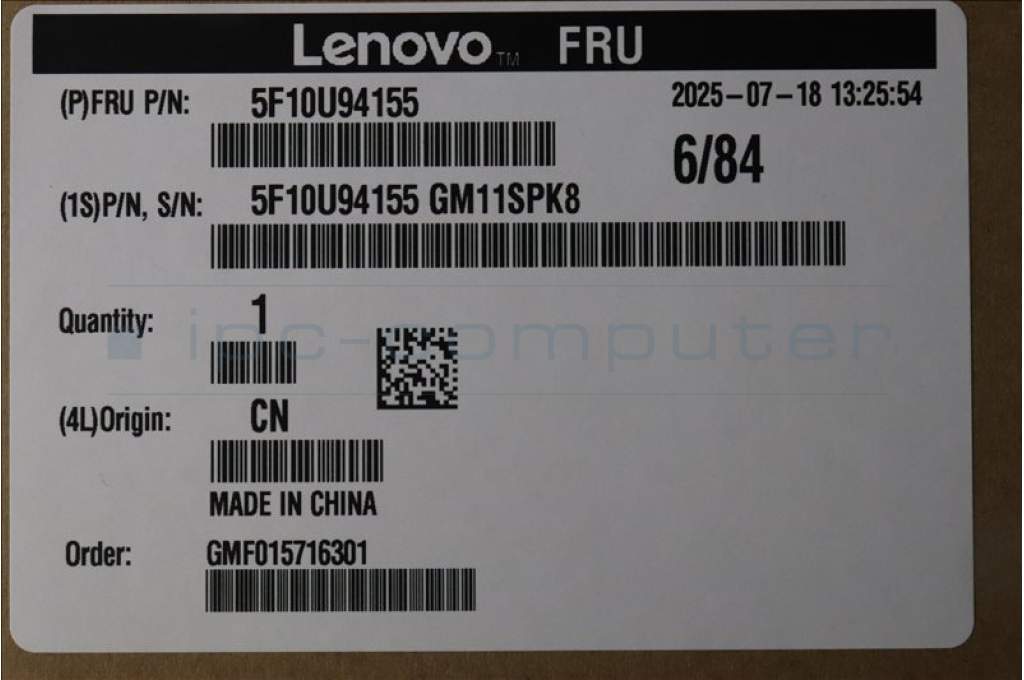 Lenovo™ FRU
(P)FRU P/N: 5F10U94155
2025-07-18 13:25:54
6/84
(1S)P/N, S/N: 5F10U94155 GM11SPK8
Quantity: 1
ipc-computer
(4L)Origin: CN
MADE IN CHINA
Order: GMF015716301